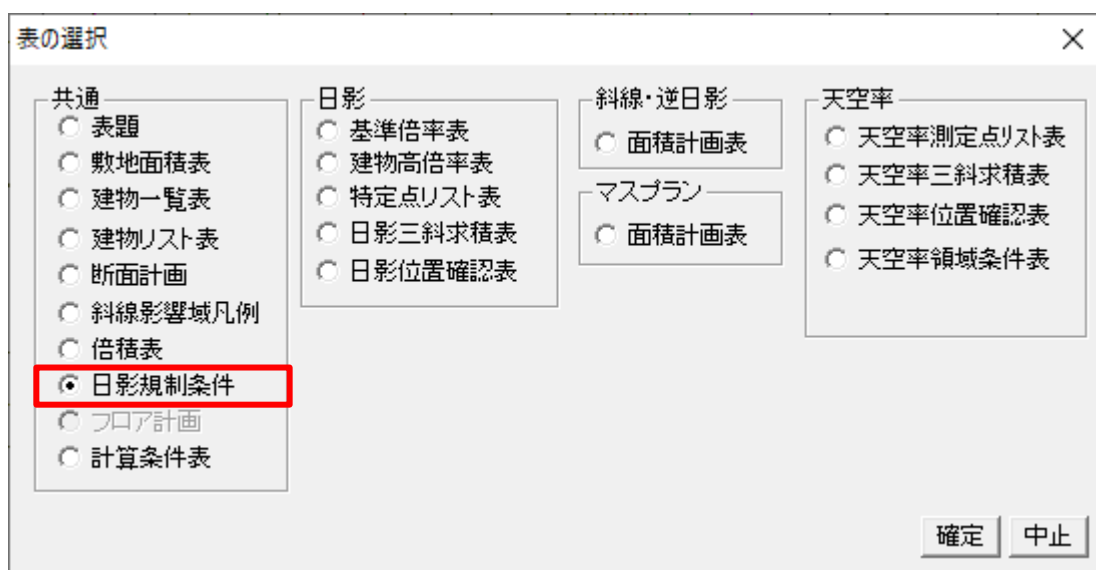 表の選択
共通
表題
敷地面積表
建物一覧表
建物リスト表
断面計画
斜線影響域凡例
倍積表
日影規制条件
フロア計画
計算条件表
日影
基準倍率表
建物高倍率表
特定点リスト表
日影三斜求積表
日影位置確認表
斜線・逆日影
面積計画表
マスプラン
面積計画表
天空率
天空率測定点リスト表
天空率三斜求積表
天空率位置確認表
天空率領域条件表
確定
中止